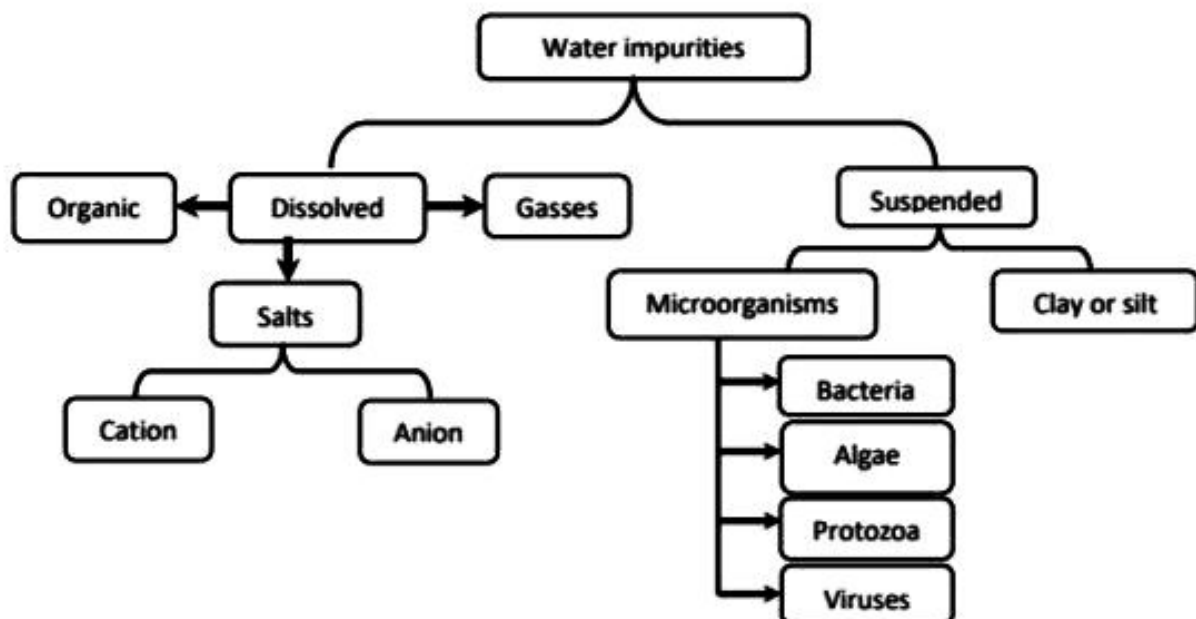 Water impurities
Organic
Dissolved
Gasses
Suspended
Salts
Microorganisms
Clay or silt
Cation
Anion
Bacteria
Algae
Protozoa
Viruses